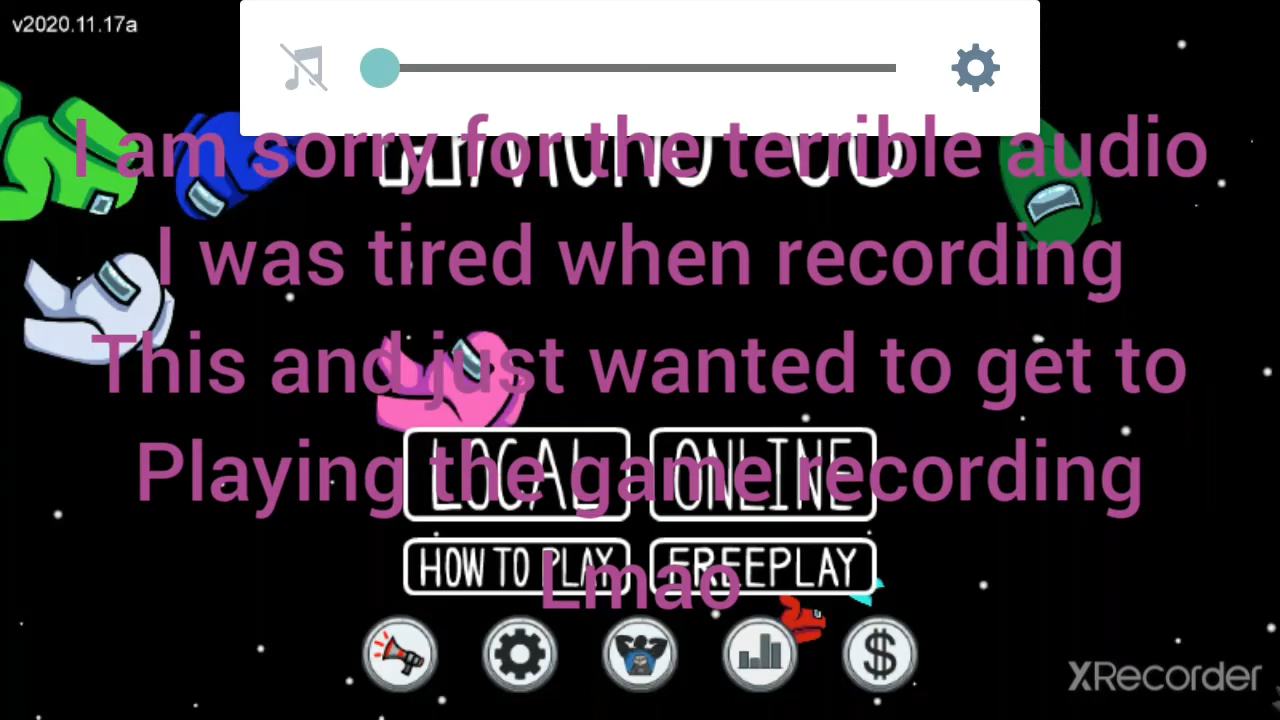 v2020.11.17a
I am sorry for the terrible audio
I was tired when recording
This and just wanted to get to
Playing the game recording
Lmao
LOCAL
ONLINE
HOW TO PLAY
FREEPLAY
XRecorder